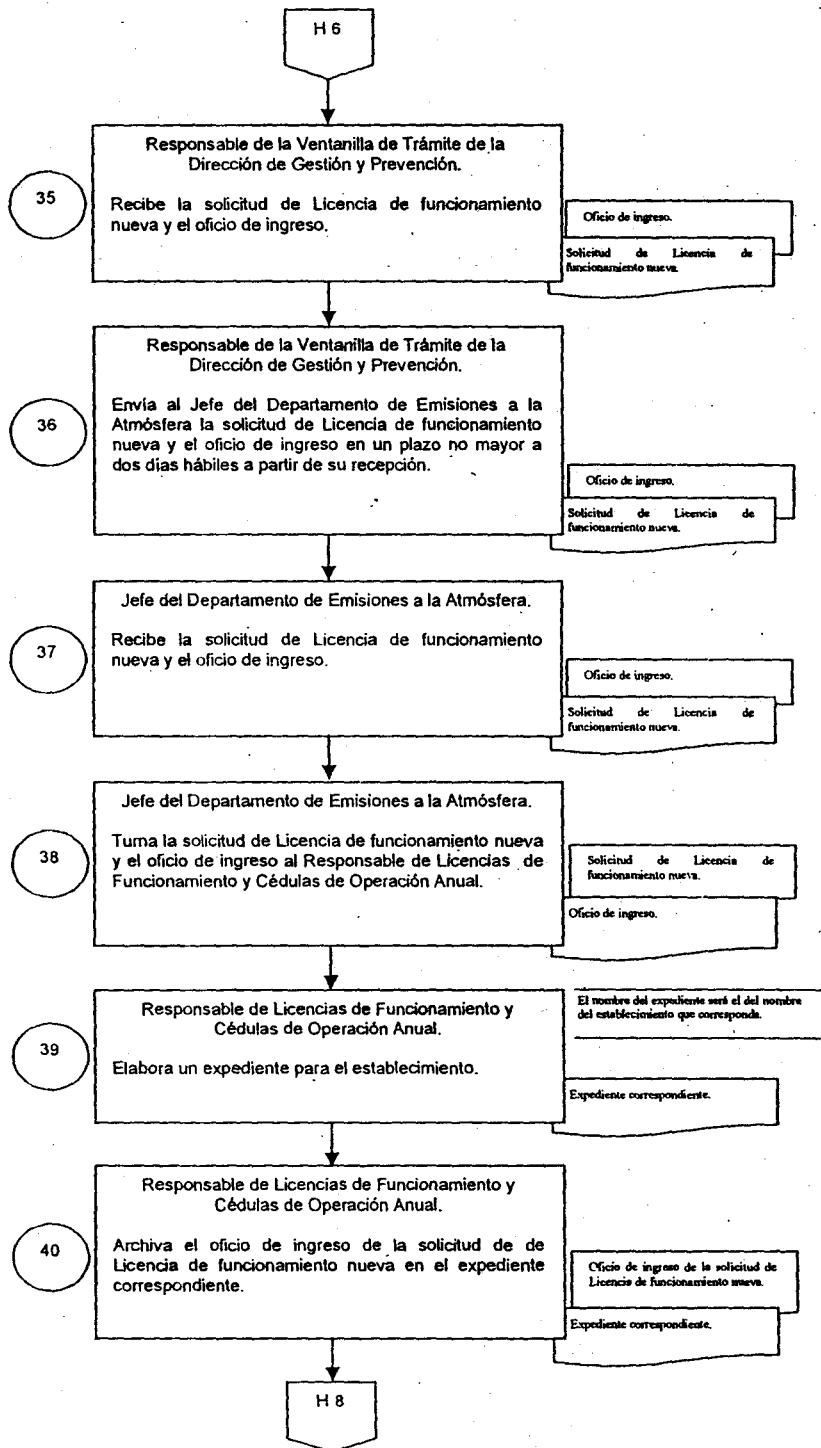 H 6
35
Responsable de la Ventanilla de Trámite de la
Dirección de Gestión y Prevención.
Recibe la solicitud de Licencia de funcionamiento
nueva y el oficio de ingreso.
Oficio de ingreso.
Solicitud de Licencia de
funcionamiento nueva.
36
Responsable de la Ventanilla de Trámite de la
Dirección de Gestión y Prevención.
Envía al Jefe del Departamento de Emisiones a la
Atmósfera la solicitud de Licencia de funcionamiento
nueva y el oficio de ingreso en un plazo no mayor a
dos días hábiles a partir de su recepción.
Oficio de ingreso.
Solicitud de Licencia de
funcionamiento nueva.
37
Jefe del Departamento de Emisiones a la Atmósfera.
Recibe la solicitud de Licencia de funcionamiento
nueva y el oficio de ingreso.
Oficio de ingreso.
Solicitud de Licencia de
funcionamiento nueva.
38
Jefe del Departamento de Emisiones a la Atmósfera.
Turna la solicitud de Licencia de funcionamiento nueva
y el oficio de ingreso al Responsable de Licencias de
Funcionamiento y Cédulas de Operación Anual.
Solicitud de Licencia de
funcionamiento nueva.
Oficio de ingreso.
39
Responsable de Licencias de Funcionamiento y
Cédulas de Operación Anual.
Elabora un expediente para el establecimiento.
El nombre del expediente será el del nombre
del establecimiento que corresponda.
Expediente correspondiente.
40
Responsable de Licencias de Funcionamiento y
Cédulas de Operación Anual.
Archiva el oficio de ingreso de la solicitud de de
Licencia de funcionamiento nueva en el expediente
correspondiente.
Oficio de ingreso de la solicitud de
Licencia de funcionamiento nueva.
Expediente correspondiente.
H 8